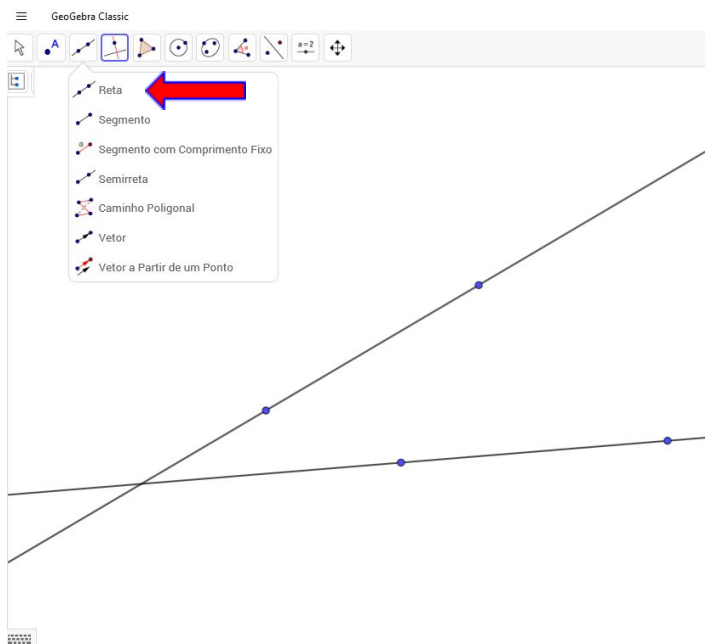 GeoGebra Classic
A
a=2
Reta
Segmento
a
Segmento com Comprimento Fixo
Semirreta
Caminho Poligonal
Vetor
Vetor a Partir de um Ponto